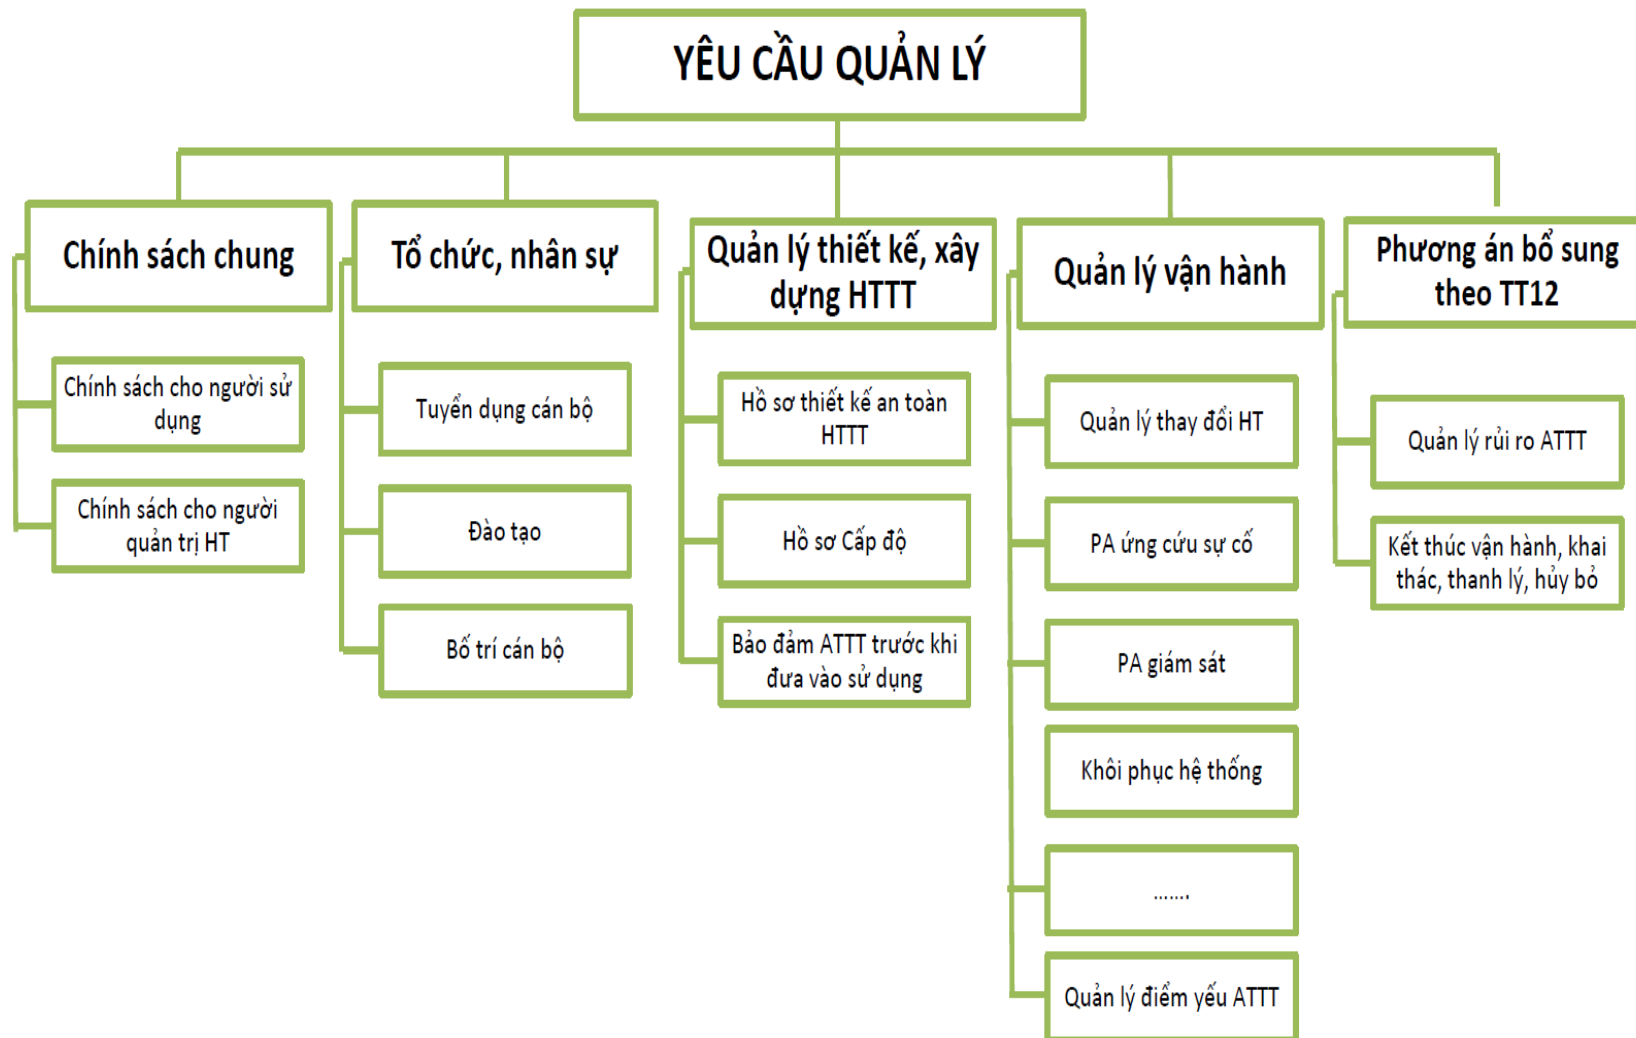 YÊU CẦU QUẢN LÝ
Chính sách chung
Chính sách cho người sử
dụng
Chính sách cho người
quản trị HT
Tổ chức, nhân sự
Tuyển dụng cán bộ
Đào tạo
Bố trí cán bộ
Quản lý thiết kế, xây
dựng HTTT
Hồ sơ thiết kế an toàn
HTTT
Hồ sơ Cấp độ
Bảo đảm ATTT trước khi
đưa vào sử dụng
Quản lý vận hành
Quản lý thay đổi HT
PA ứng cứu sự cố
PA giám sát
Khôi phục hệ thống
.......
Quản lý điểm yếu ATTT
Phương án bổ sung
theo TT12
Quản lý rủi ro ATTT
Kết thúc vận hành, khai
thác, thanh lý, hủy bỏ